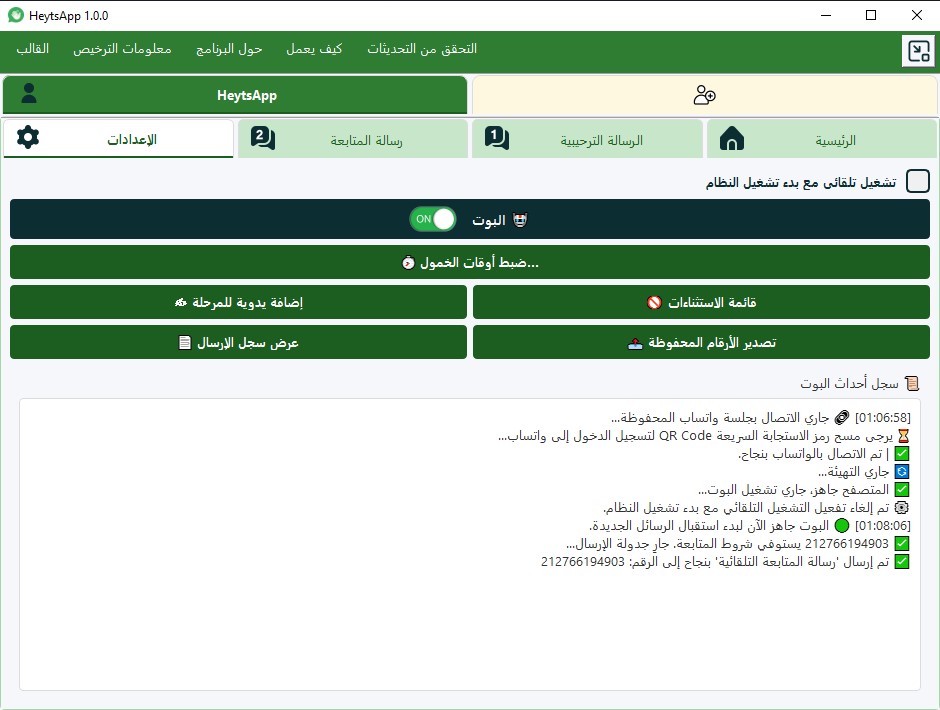 HeytsApp 1.0.0
القالب
معلومات الترخيص
حول البرنامج
كيف يعمل
التحقق من التحديثات
HeytsApp
الرئيسية
الرسالة الترحيبية
1
رسالة المتابعة
2
الإعدادات
تشغيل تلقائي مع بدء تشغيل النظام
البوت
ON
ضبط أوقات الخمول...
قائمة الاستثناءات
إضافة يدوية للمرحلة
تصدير الأرقام المحفوظة
عرض سجل الإرسال
سجل أحداث البوت
[01:06:58] جاري الاتصال بجلسة واتساب المحفوظة...
يرجى مسح رمز الاستجابة السريعة QR Code لتسجيل الدخول إلى واتساب...
| تم الاتصال بالواتساب بنجاح.
جاري التهيئة...
المتصفح جاهز، جاري تشغيل البوت...
تم إلغاء تفعيل التشغيل التلقائي مع بدء تشغيل النظام.
[01:08:06] البوت جاهز الآن لبدء استقبال الرسائل الجديدة.
212766194903 يستوفي شروط المتابعة. جارٍ جدولة الإرسال...
تم إرسال 'رسالة المتابعة التلقائية' بنجاح إلى الرقم: 212766194903